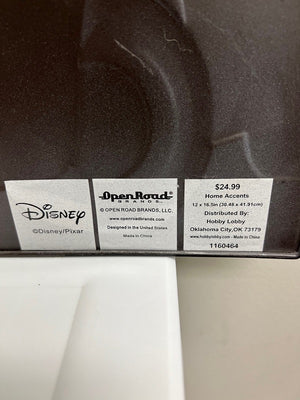 Disney
©Disney/Pixar
Open Road
BRANDS
© OPEN ROAD BRANDS, LLC.
www.openroadbrands.com
Designed in the United States
Made in China
$24.99
Home Accents
12 x 16.5in (30.48 x 41.91cm)
Distributed By:
Hobby Lobby
Oklahoma City,OK 73179
www.hobbylobby.com - Made in China
1160464